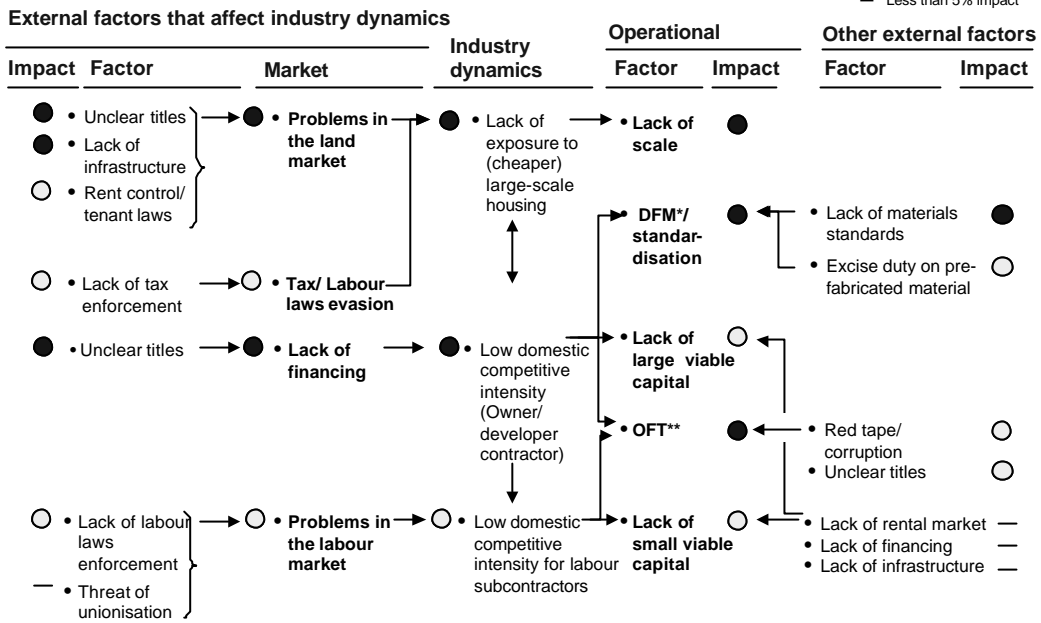 — Less than 5% impact
External factors that affect industry dynamics
Industry dynamics
Operational
Other external factors
Impact Factor Market
Factor Impact
Factor Impact
• Unclear titles
• Lack of
infrastructure
• Rent control/
tenant laws
• Problems in
the land
market
• Lack of
exposure to
(cheaper)
large-scale
housing
• Lack of
scale
• DFM*/
standar-
disation
• Lack of materials
standards
• Excise duty on pre-
fabricated material
• Lack of tax
enforcement
• Tax/ Labour
laws evasion
• Unclear titles
• Lack of
financing
• Low domestic
competitive
intensity
(Owner/
developer
contractor)
• Lack of
large viable
capital
• OFT**
• Red tape/
corruption
• Unclear titles
• Lack of labour
laws
enforcement
— • Threat of
unionisation
• Problems in
the labour
market
• Low domestic
competitive
intensity for labour
subcontractors
• Lack of
small viable
capital
• Lack of rental market —
• Lack of financing —
• Lack of infrastructure —